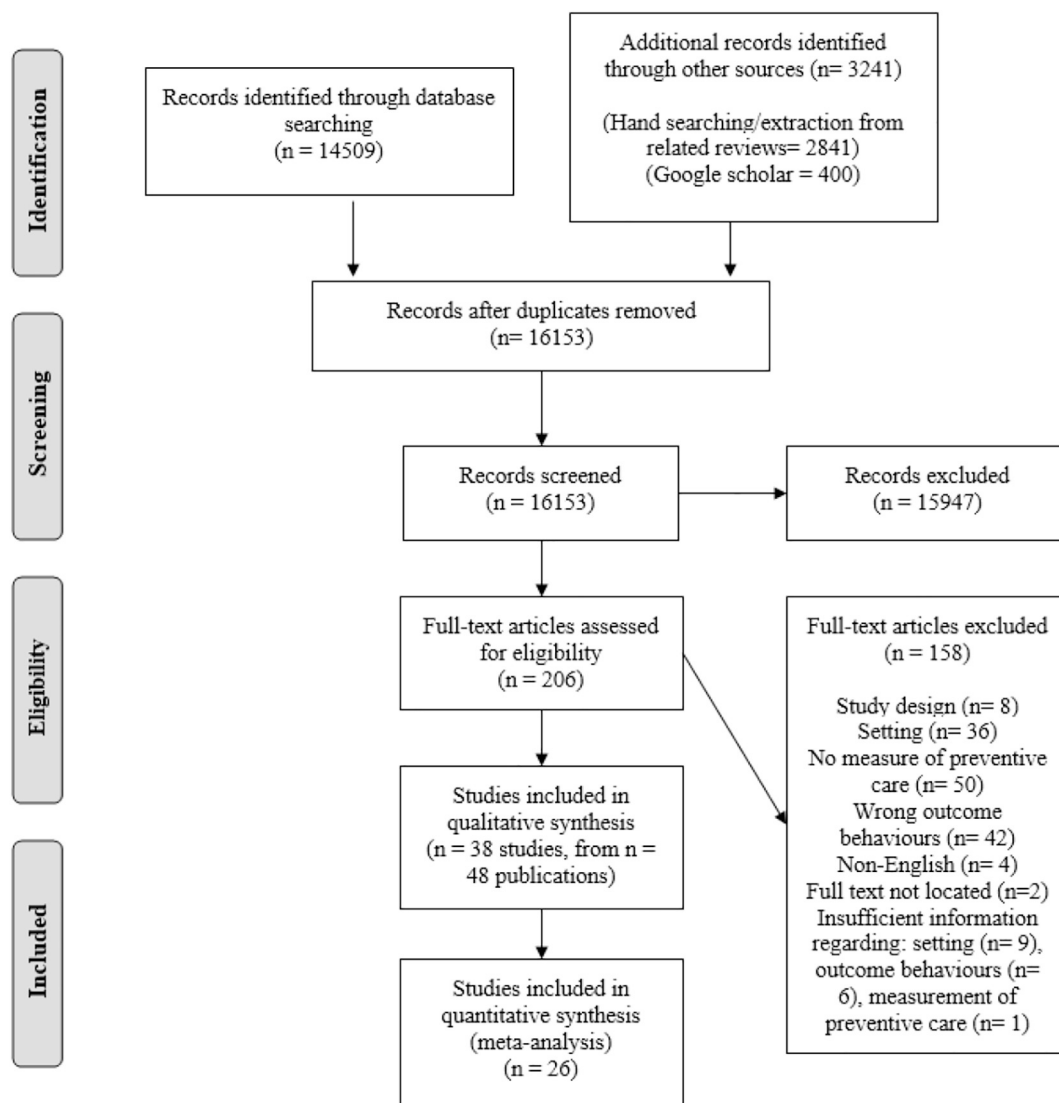 Identification
Records identified through database
searching
(n = 14509)
Additional records identified
through other sources (n= 3241)
(Hand searching/extraction from
related reviews= 2841)
(Google scholar = 400)
Screening
Records after duplicates removed
(n= 16153)
Records screened
(n = 16153)
Records excluded
(n = 15947)
Eligibility
Full-text articles assessed
for eligibility
(n = 206)
Full-text articles excluded
(n = 158)
Study design (n= 8)
Setting (n= 36)
No measure of preventive
care (n= 50)
Wrong outcome
behaviours (n= 42)
Non-English (n= 4)
Full text not located (n=2)
Insufficient information
regarding: setting (n= 9),
outcome behaviours (n=
6), measurement of
preventive care (n= 1)
Included
Studies included in
qualitative synthesis
(n = 38 studies, from n =
48 publications)
Studies included in
quantitative synthesis
(meta-analysis)
(n = 26)